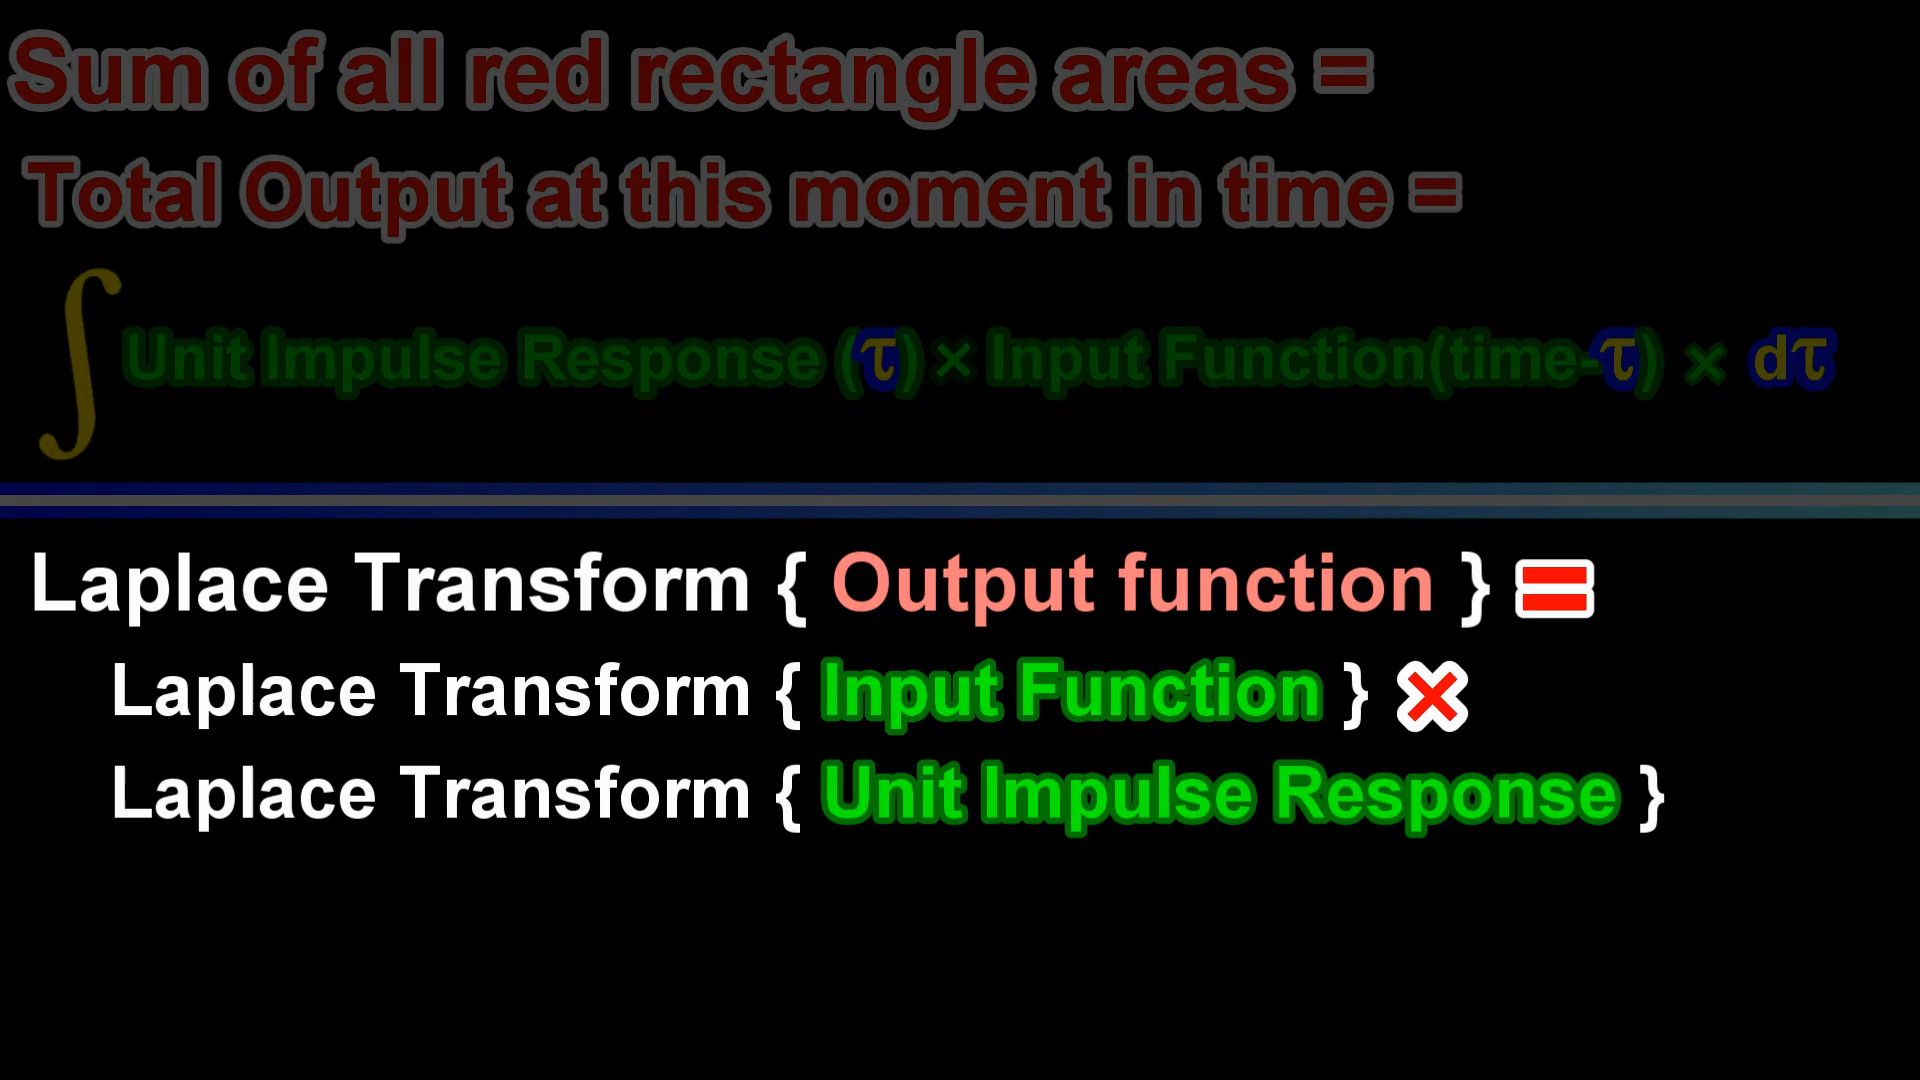 Sum of all red rectangle areas =
Total Output at this moment in time =
∫ Unit Impulse Response (τ) × Input Function(time-τ) × dτ
Laplace Transform { Output function } =
Laplace Transform { Input Function } ×
Laplace Transform { Unit Impulse Response }